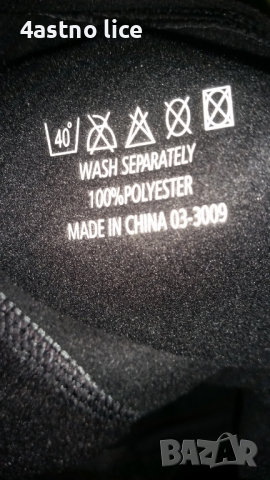 4astno lice
40°
WASH SEPARATELY
100%POLYESTER
MADE IN CHINA 03-3009
BAZAR